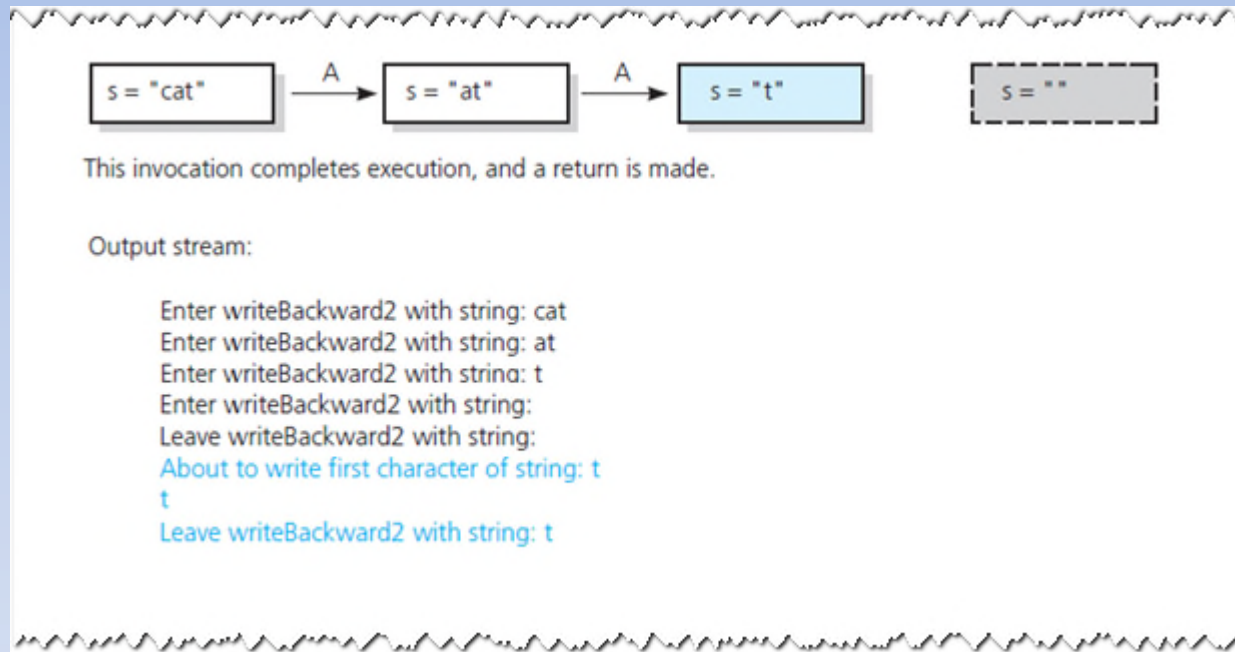 s = "cat" A s = "at" A s = "t" s = ""
This invocation completes execution, and a return is made.
Output stream:
Enter writeBackward2 with string: cat
Enter writeBackward2 with string: at
Enter writeBackward2 with string: t
Enter writeBackward2 with string:
Leave writeBackward2 with string:
About to write first character of string: t
t
Leave writeBackward2 with string: t